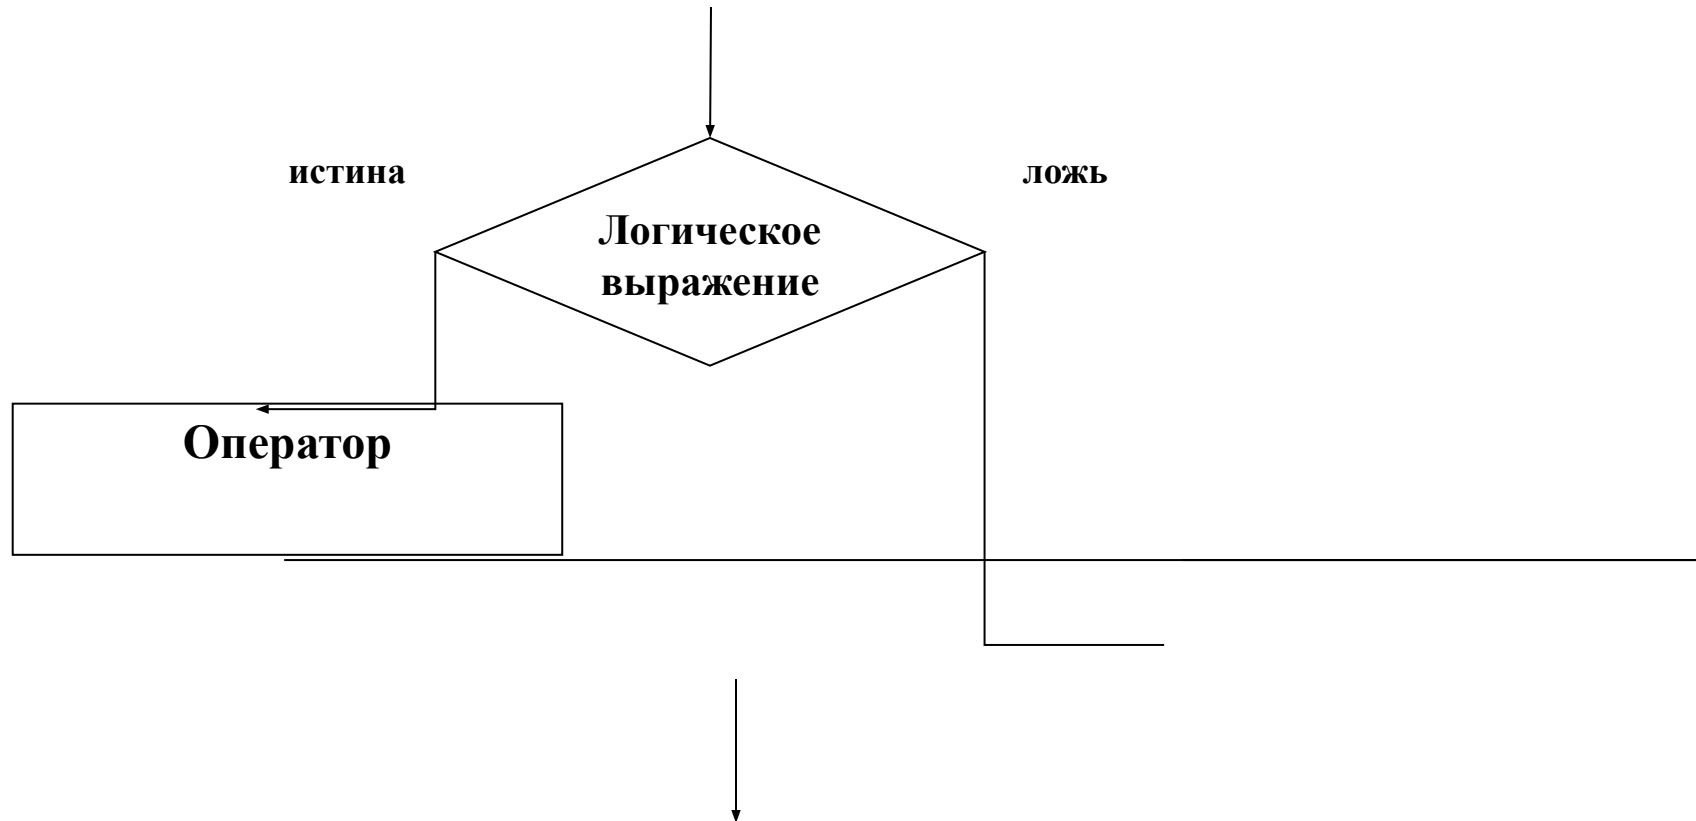 истина
ложь
Логическое
выражение
Оператор